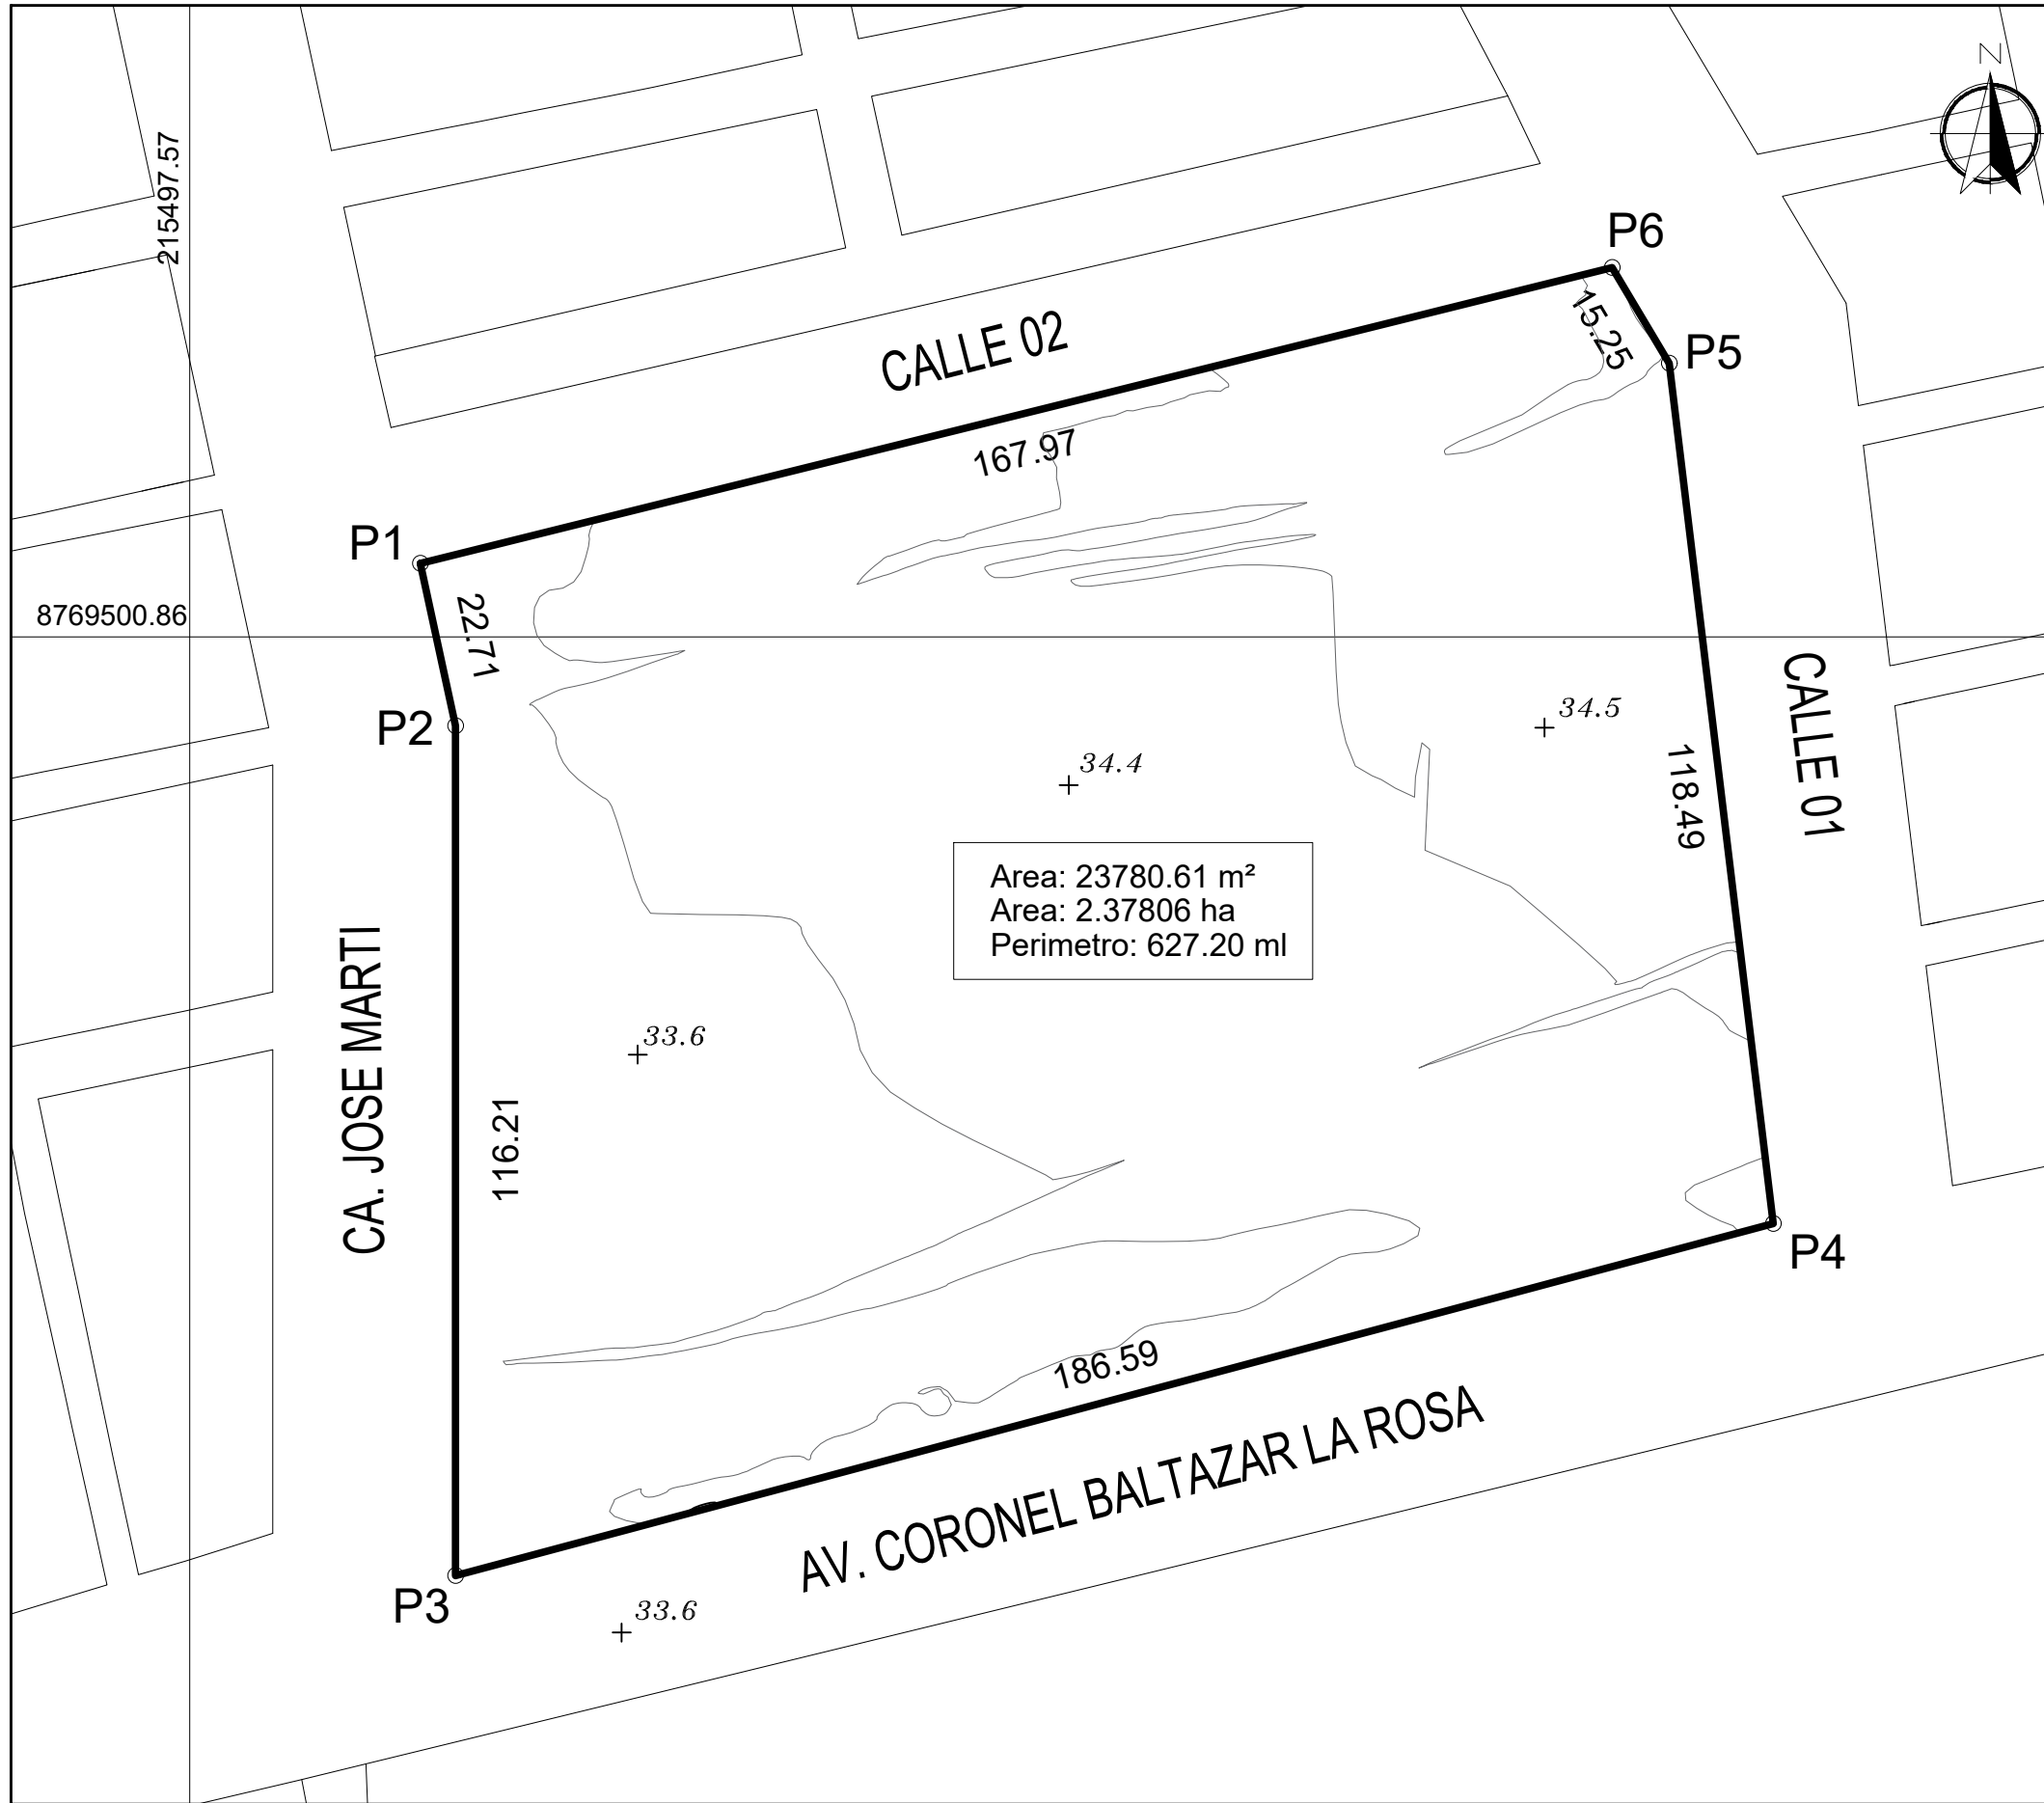 N
215497.57
P6
15.25
P5
CALLE 02
167.97
P1
22.71
8769500.86
P2
34.5
34.4
CALLE 01
118.49
Area: 23780.61 m²
Area: 2.37806 ha
Perimetro: 627.20 ml
CA. JOSE MARTI
33.6
116.21
P4
186.59
AV. CORONEL BALTAZAR LA ROSA
P3
33.6